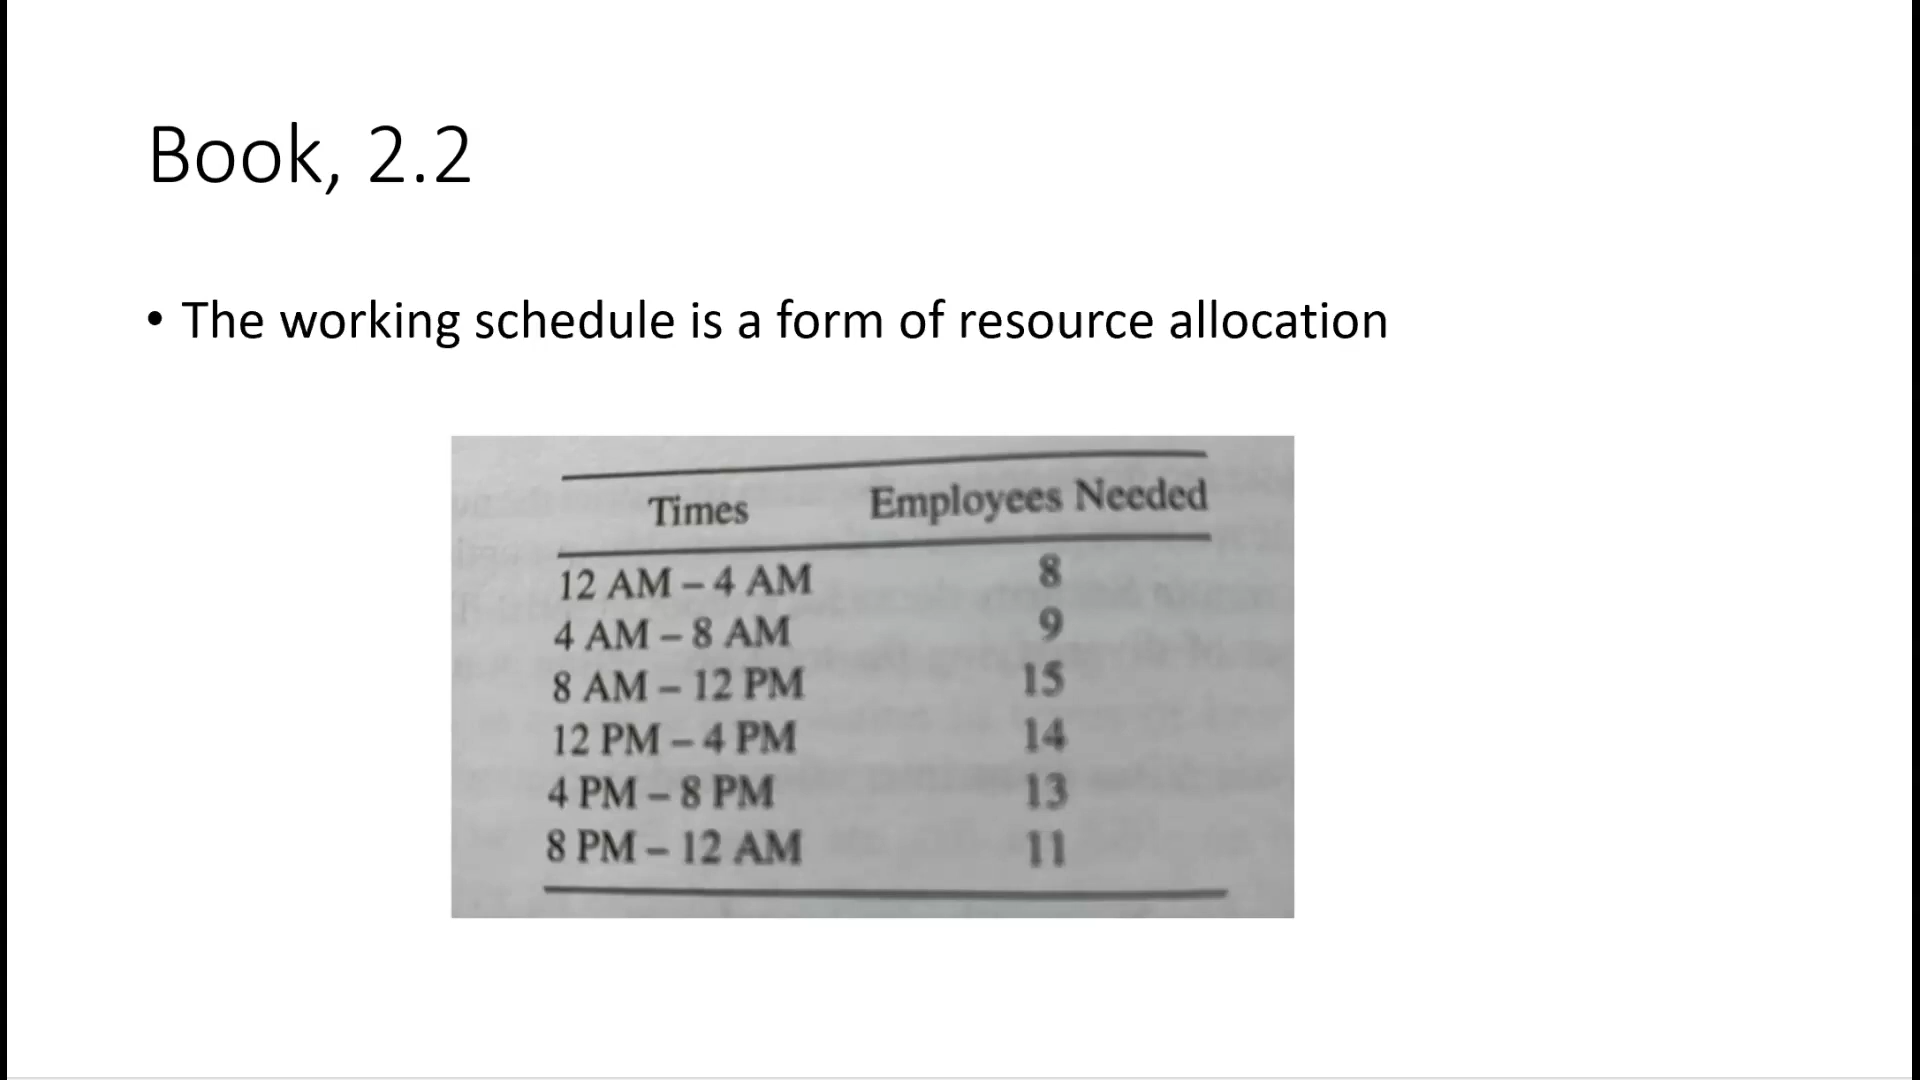 Book, 2.2
• The working schedule is a form of resource allocation
Times Employees Needed
12 AM – 4 AM 8
4 AM – 8 AM 9
8 AM – 12 PM 15
12 PM – 4 PM 14
4 PM – 8 PM 13
8 PM – 12 AM 11